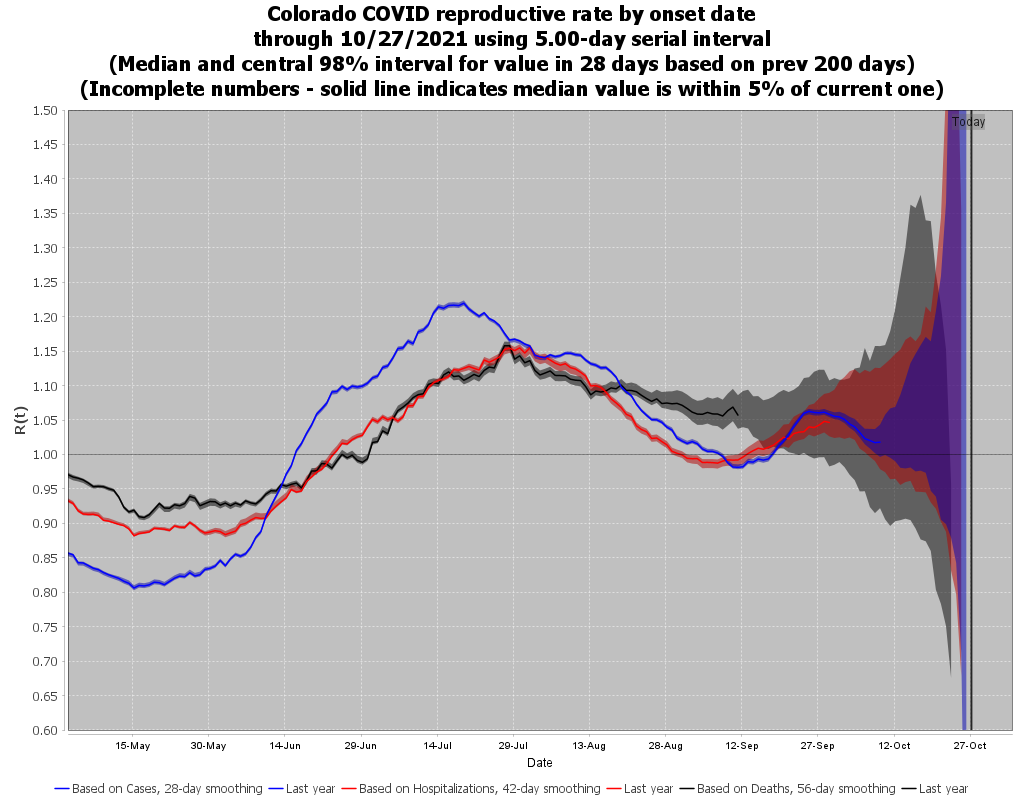 Colorado COVID reproductive rate by onset date
through 10/27/2021 using 5.00-day serial interval
(Median and central 98% interval for value in 28 days based on prev 200 days)
(Incomplete numbers - solid line indicates median value is within 5% of current one)
Today
1.50
1.45
1.40
1.35
1.30
1.25
1.20
1.15
1.10
1.05
1.00
0.95
0.90
0.85
0.80
0.75
0.70
0.65
0.60
R(t)
15-May 30-May 14-Jun 29-Jun 14-Jul 29-Jul 13-Aug 28-Aug 12-Sep 27-Sep 12-Oct 27-Oct
Date
Based on Cases, 28-day smoothing Last year Based on Hospitalizations, 42-day smoothing Last year Based on Deaths, 56-day smoothing Last year